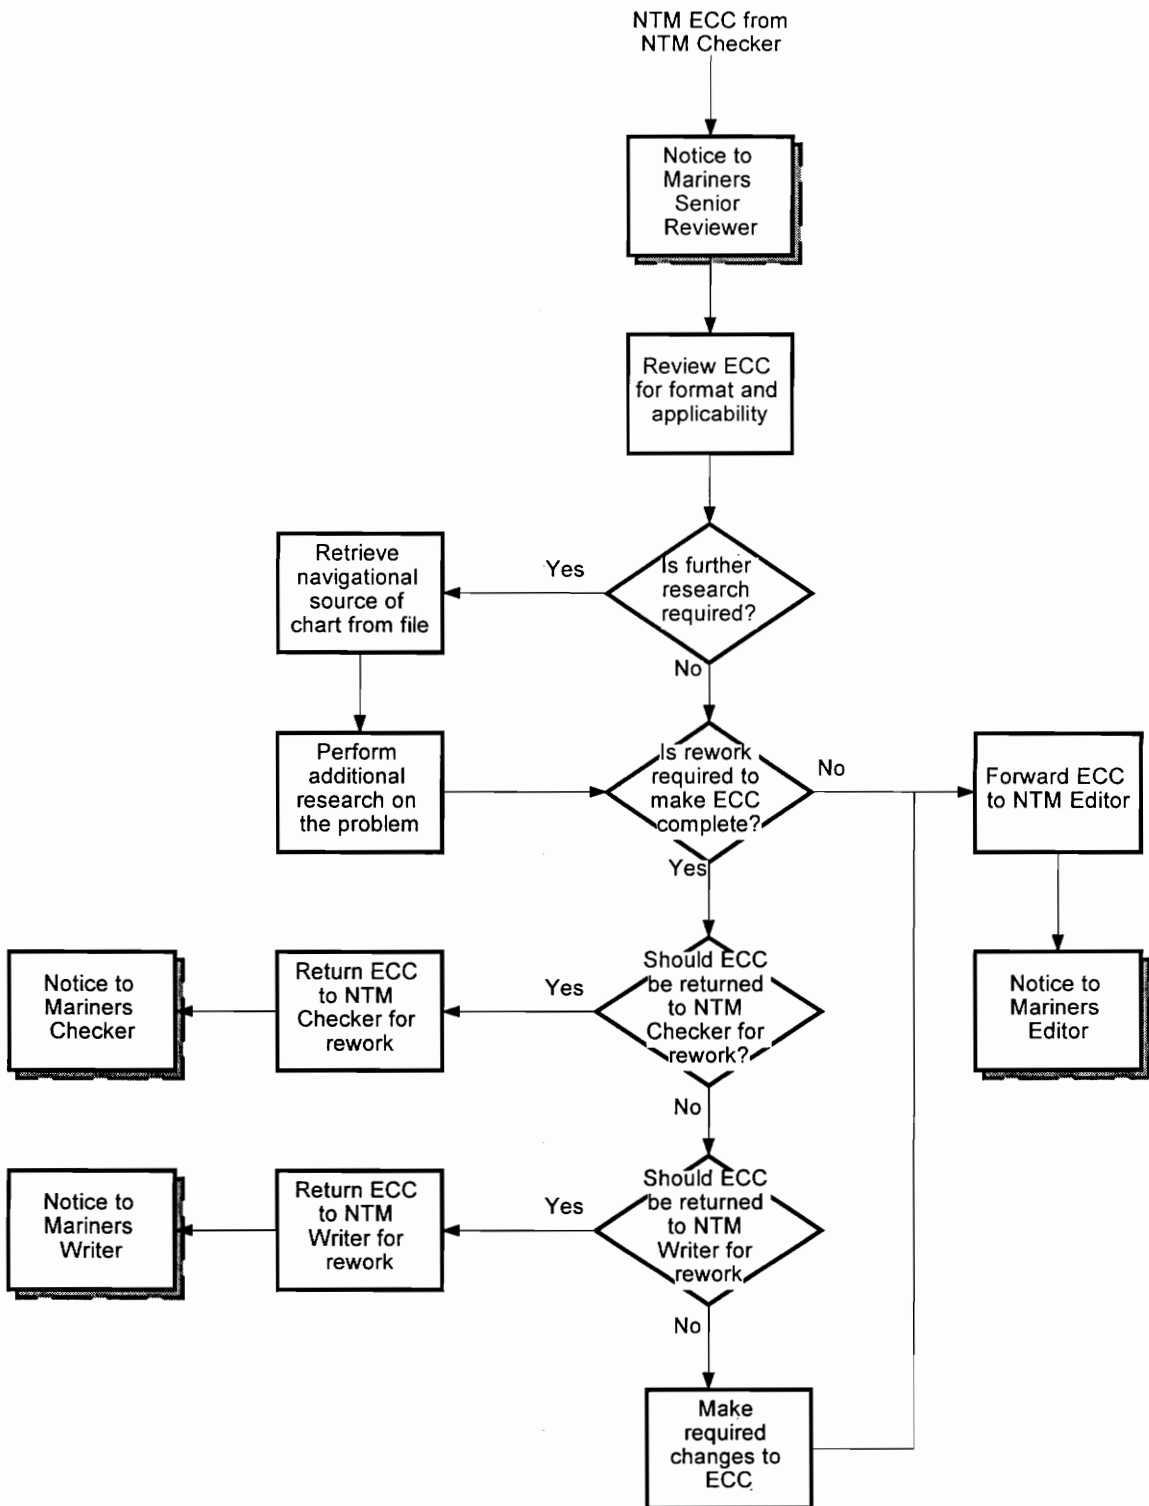 NTM ECC from
NTM Checker
Notice to
Mariners
Senior
Reviewer
Review ECC
for format and
applicability
Is further
research
required?
Yes
No
Retrieve
navigational
source of
chart from file
Perform
additional
research on
the problem
Is rework
required to
make ECC
complete?
No
Yes
Forward ECC
to NTM Editor
Notice to
Mariners
Editor
Should ECC
be returned
to NTM
Checker for
rework?
Yes
No
Return ECC
to NTM
Checker for
rework
Notice to
Mariners
Checker
Should ECC
be returned
to NTM
Writer for
rework
Yes
No
Return ECC
to NTM
Writer for
rework
Notice to
Mariners
Writer
Make
required
changes to
ECC